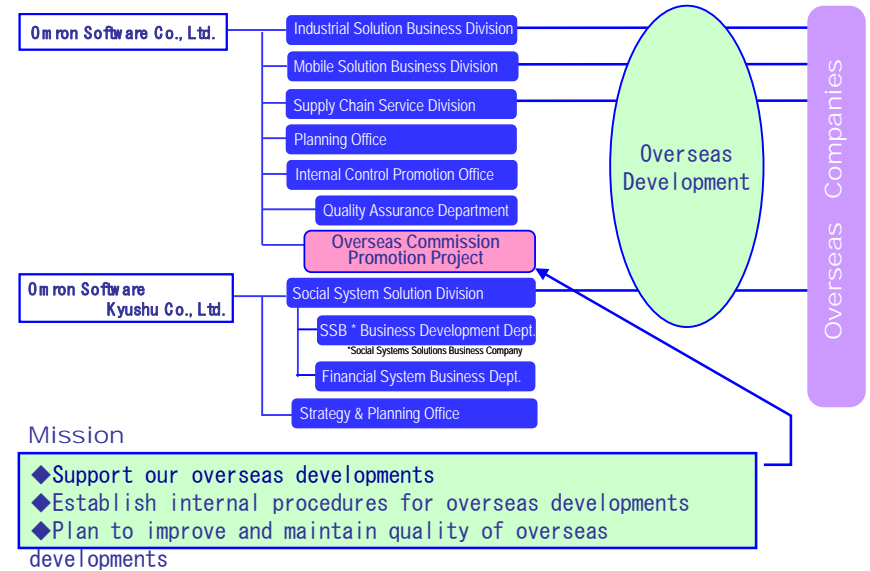 Omron Software Co., Ltd.
Industrial Solution Business Division
Mobile Solution Business Division
Supply Chain Service Division
Planning Office
Internal Control Promotion Office
Quality Assurance Department
Overseas Commission
Promotion Project
Omron Software
Kyushu Co., Ltd.
Social System Solution Division
SSB * Business Development Dept.
*Social Systems Solutions Business Company
Financial System Business Dept.
Strategy & Planning Office
Overseas
Development
Overseas Companies
Mission
◆Support our overseas developments
◆Establish internal procedures for overseas developments
◆Plan to improve and maintain quality of overseas
developments